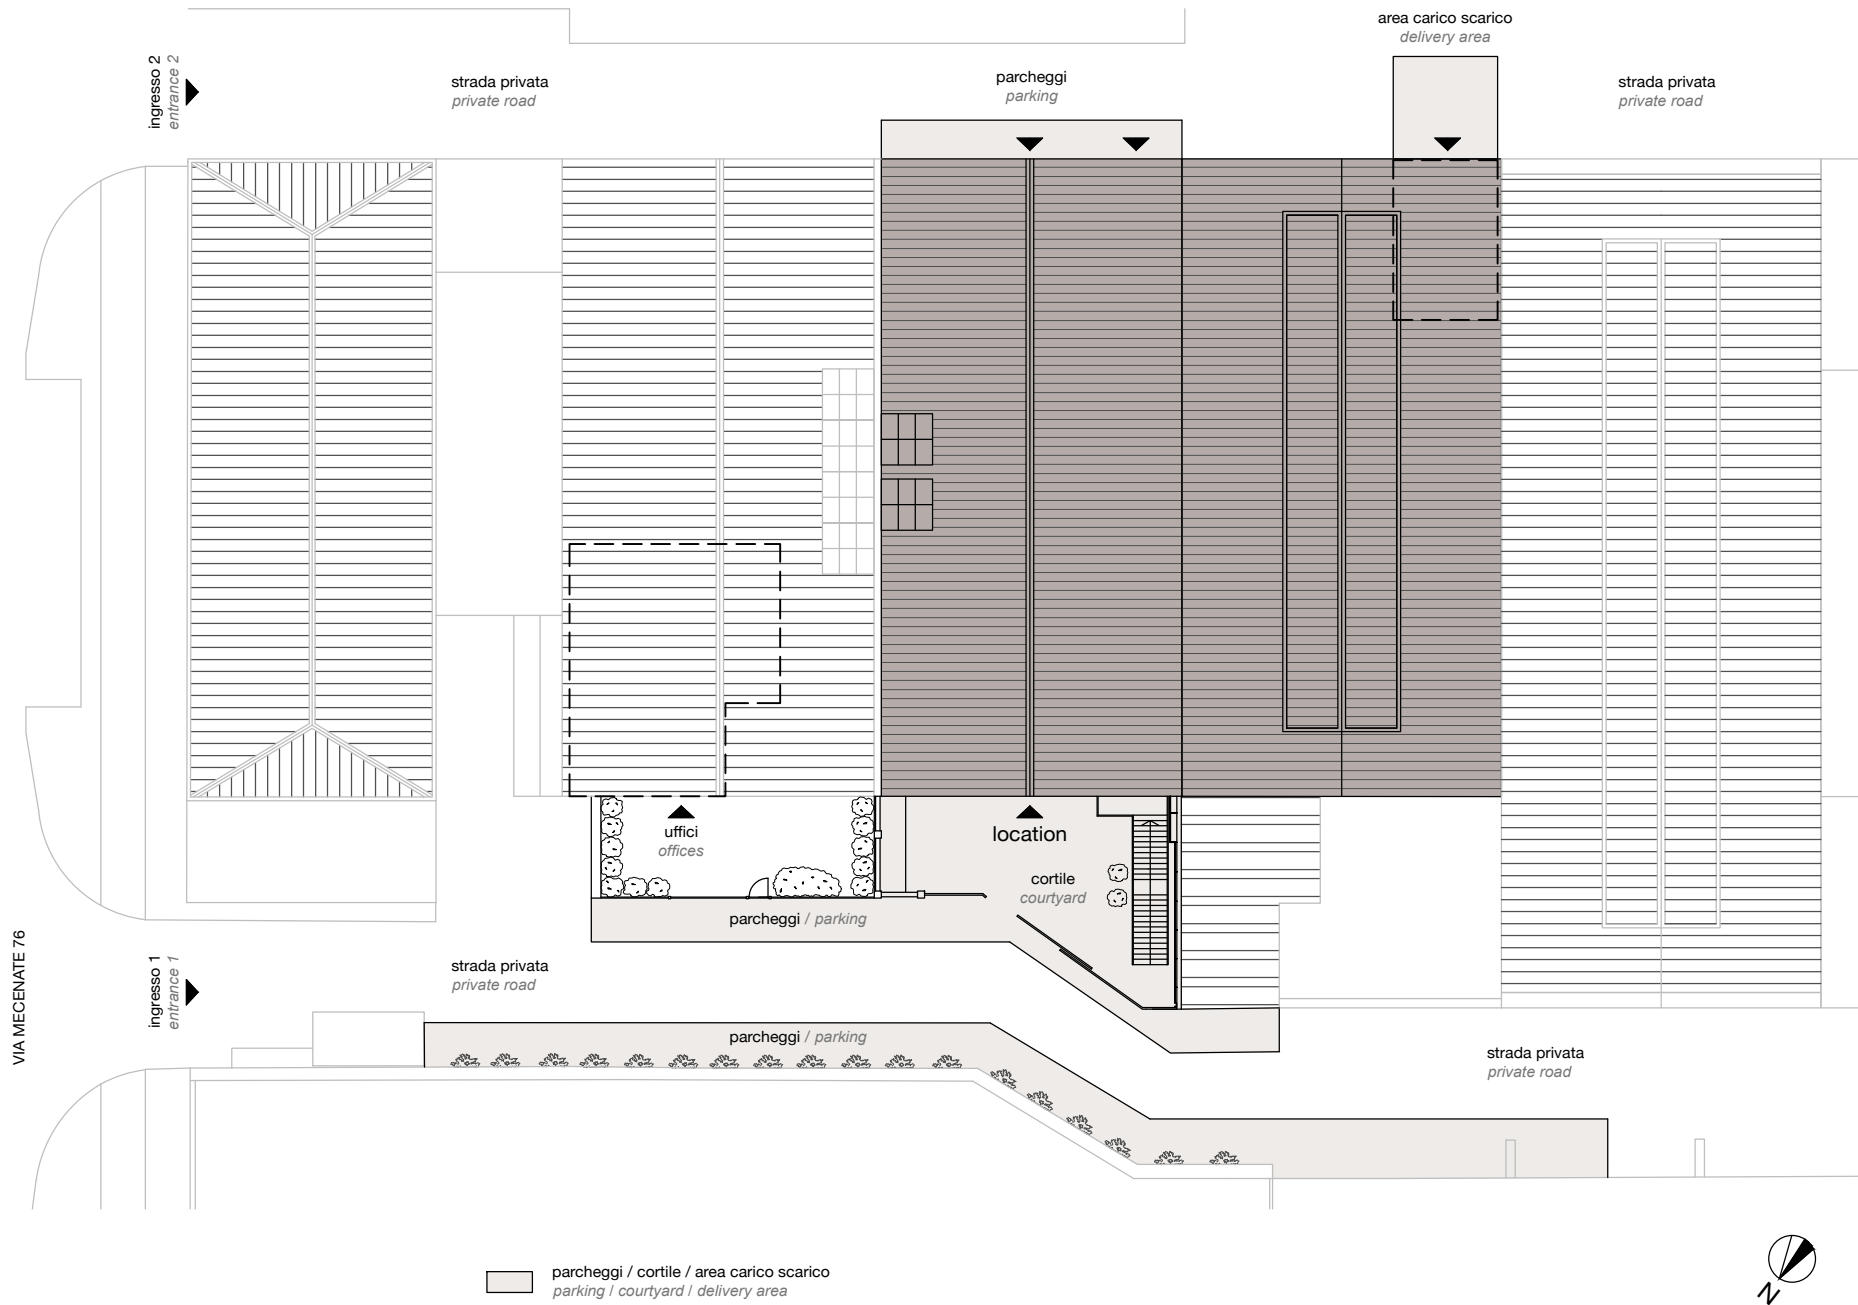 area carico scarico
delivery area
ingresso 2
entrance 2
strada privata
private road
parcheggi
parking
strada privata
private road
uffici
offices
location
cortile
courtyard
parcheggi / parking
VIA MECENATE 76
ingresso 1
entrance 1
strada privata
private road
parcheggi / parking
strada privata
private road
parcheggi / cortile / area carico scarico
parking / courtyard / delivery area
N